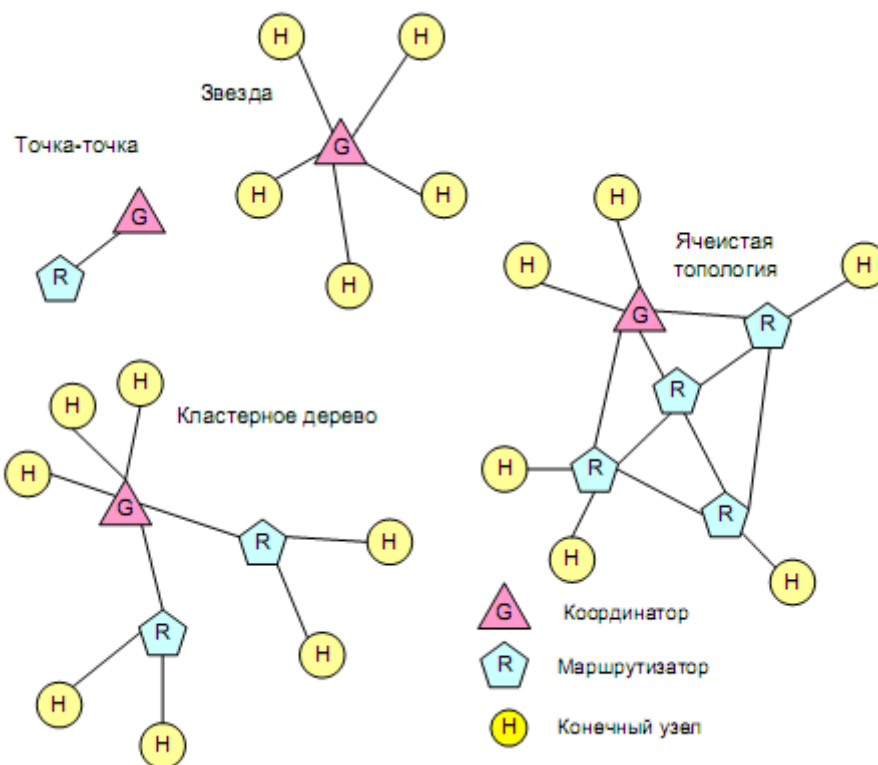 H
H
Звезда
G
Точка-точка
H
H
H
G
R
H
Ячеистая
топология
H
H
G
R
R
H
H
Кластерное дерево
H
G
H
R
R
R
H
H
H
H
R
H
H
H
G
Координатор
R
Маршрутизатор
H
Конечный узел